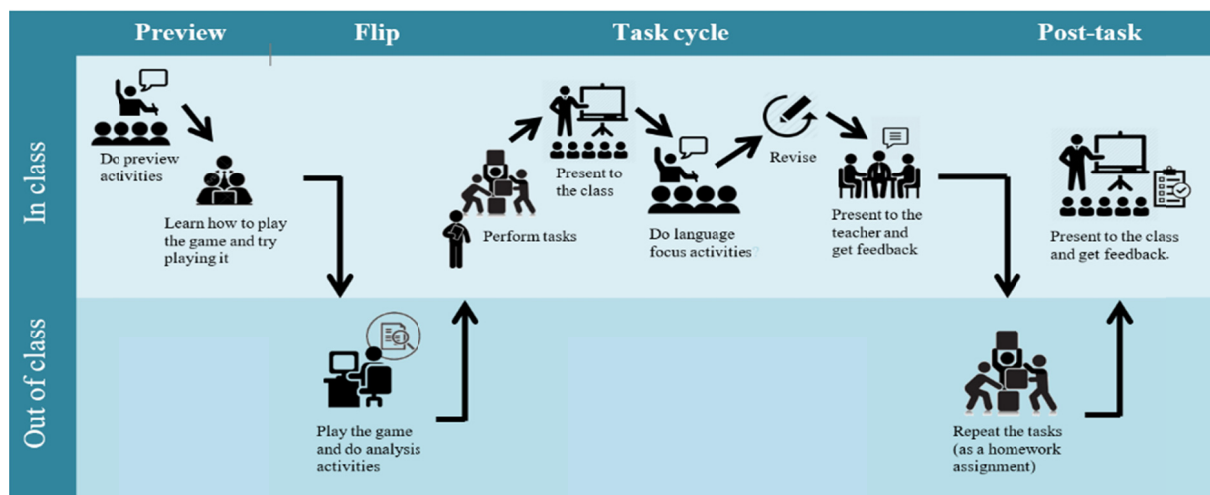 Preview
Flip
Task cycle
Post-task
In class
Do preview
activities
Learn how to play
the game and try
playing it
Perform tasks
Present to
the class
Do language
focus activities?
Revise
Present to the
teacher and
get feedback
Present to the class
and get feedback.
Out of class
Play the game
and do analysis
activities
Repeat the tasks
(as a homework
assignment)